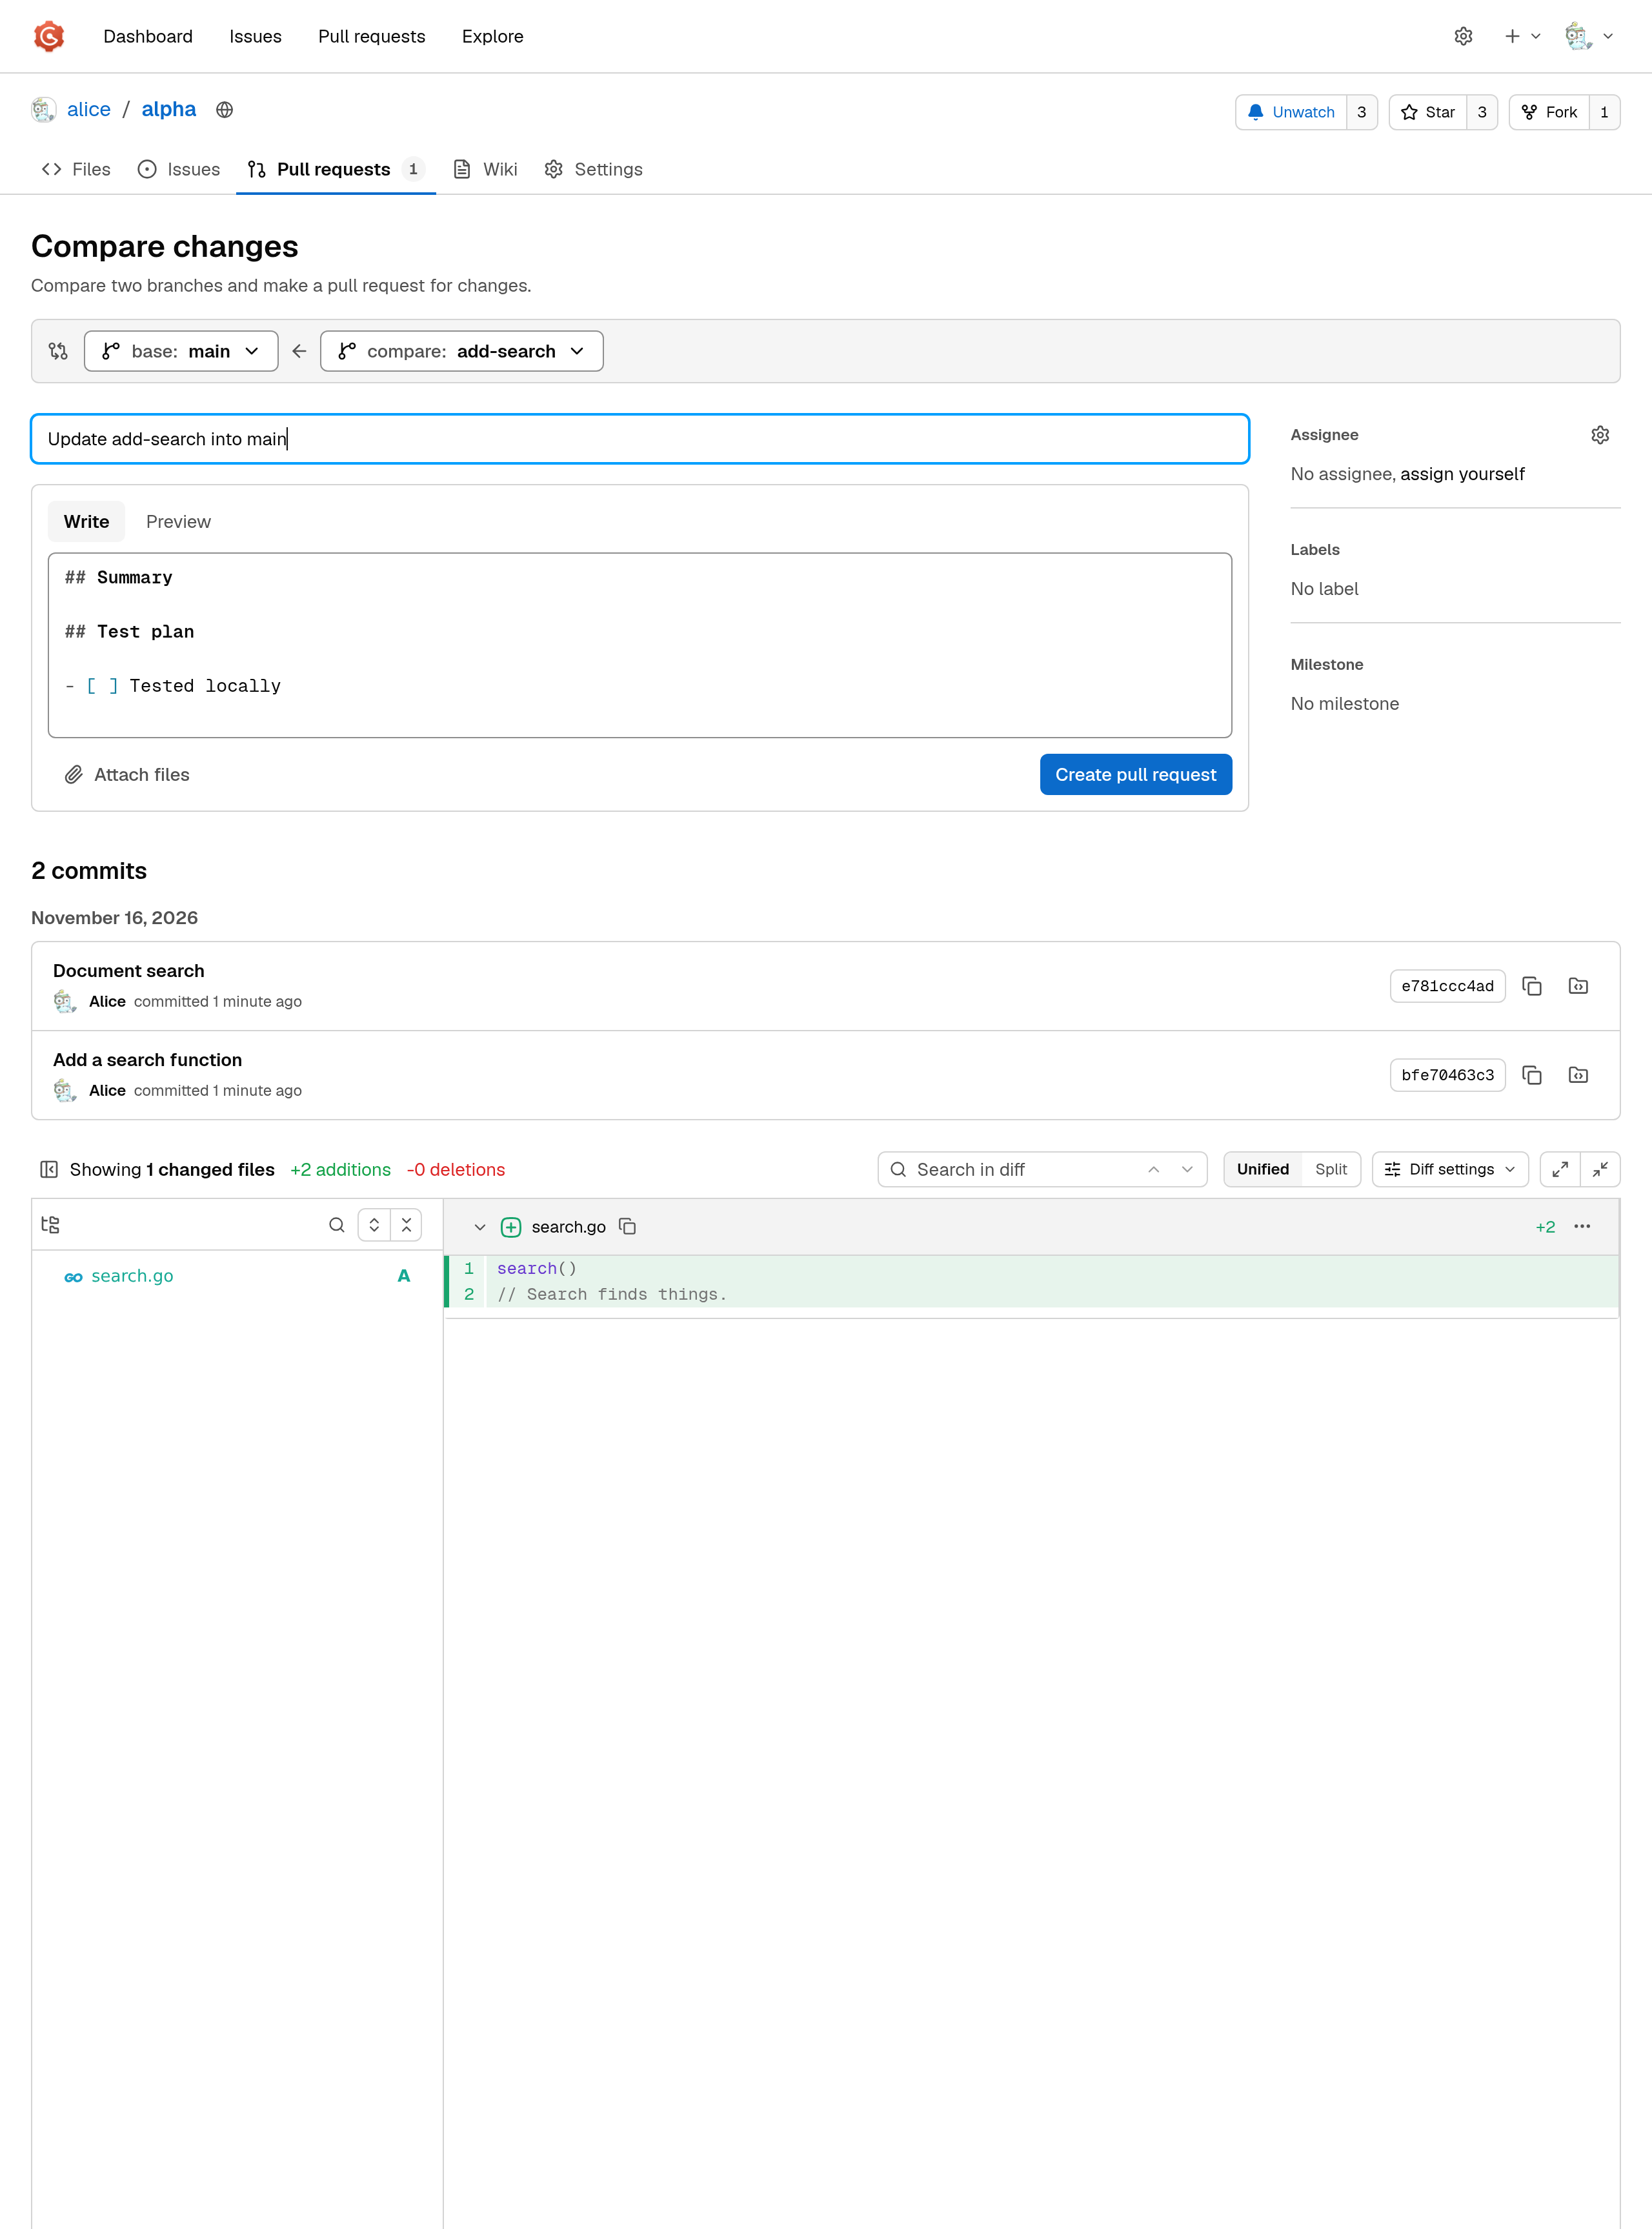 Dashboard Issues Pull requests Explore
alice / alpha
Unwatch 3 Star 3 Fork 1
Files Issues Pull requests 1 Wiki Settings
Compare changes
Compare two branches and make a pull request for changes.
base: main compare: add-search
Update add-search into main
Write Preview
## Summary
## Test plan
- [ ] Tested locally
Attach files Create pull request
Assignee
No assignee, assign yourself
Labels
No label
Milestone
No milestone
2 commits
November 16, 2026
Document search
Alice committed 1 minute ago
e781ccc4ad
Add a search function
Alice committed 1 minute ago
bfe70463c3
Showing 1 changed files +2 additions -0 deletions
Search in diff Unified Split Diff settings
search.go A
search.go +2
1 search()
2 // Search finds things.